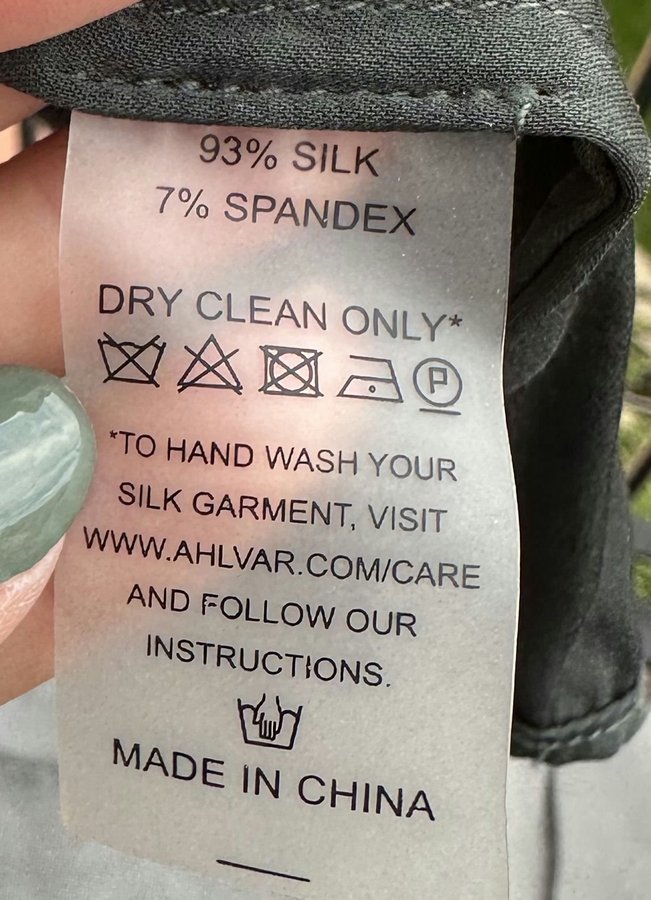 93% SILK
7% SPANDEX
DRY CLEAN ONLY*
P
*TO HAND WASH YOUR
SILK GARMENT, VISIT
WWW.AHLVAR.COM/CARE
AND FOLLOW OUR
INSTRUCTIONS.
MADE IN CHINA